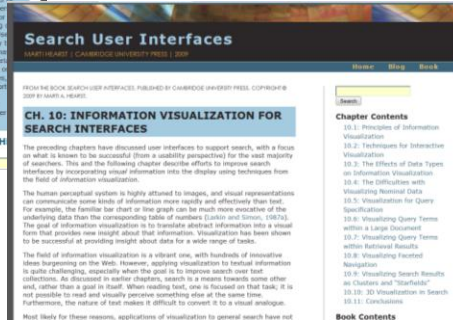 Search User Interfaces
MARTI HEARST | CAMBRIDGE UNIVERSITY PRESS | 2009
Home Blog Book
FROM THE BOOK SEARCH USER INTERFACES, PUBLISHED BY CAMBRIDGE UNIVERSITY PRESS. COPYRIGHT ©
2009 BY MARTI A. HEARST.
CH. 10: INFORMATION VISUALIZATION FOR
SEARCH INTERFACES
The preceding chapters have discussed user interfaces to support search, with a focus
on what is known to be successful (from a usability perspective) for the vast majority
of searchers. This and the following chapter describe efforts to improve search
interfaces by incorporating visual information into the display using techniques from
the field of information visualization.
The human perceptual system is highly attuned to images, and visual representations
can communicate some kinds of information more rapidly and effectively than text.
For example, the familiar bar chart or line graph can be much more evocative of the
underlying data than the corresponding table of numbers (Larkin and Simon, 1987a).
The goal of information visualization is to translate abstract information into a visual
form that provides new insight about that information. Visualization has been shown
to be successful at providing insight about data for a wide range of tasks.
The field of information visualization is a vibrant one, with hundreds of innovative
ideas burgeoning on the Web. However, applying visualization to textual information
is quite challenging, especially when the goal is to improve search over text
collections. As discussed in earlier chapters, search is a means towards some other
end, rather than a goal in itself. When reading text, one is focused on that task; it is
not possible to read and visually perceive something else at the same time.
Furthermore, the nature of text makes it difficult to convert it to a visual analogue.
Most likely for these reasons, applications of visualization to general search have not
Search
Chapter Contents
10.1: Principles of Information
Visualization
10.2: Techniques for Interactive
Visualization
10.3: The Effects of Data Types
on Information Visualization
10.4: The Difficulties with
Visualizing Nominal Data
10.5: Visualization for Query
Specification
10.6: Visualizing Query Terms
within a Large Document
10.7: Visualizing Query Terms
within Retrieval Results
10.8: Visualizing Faceted
Navigation
10.9: Visualizing Search Results
as Clusters and "Starfields"
10.10: 3D Visualization in Search
10.11: Conclusions
Book Contents